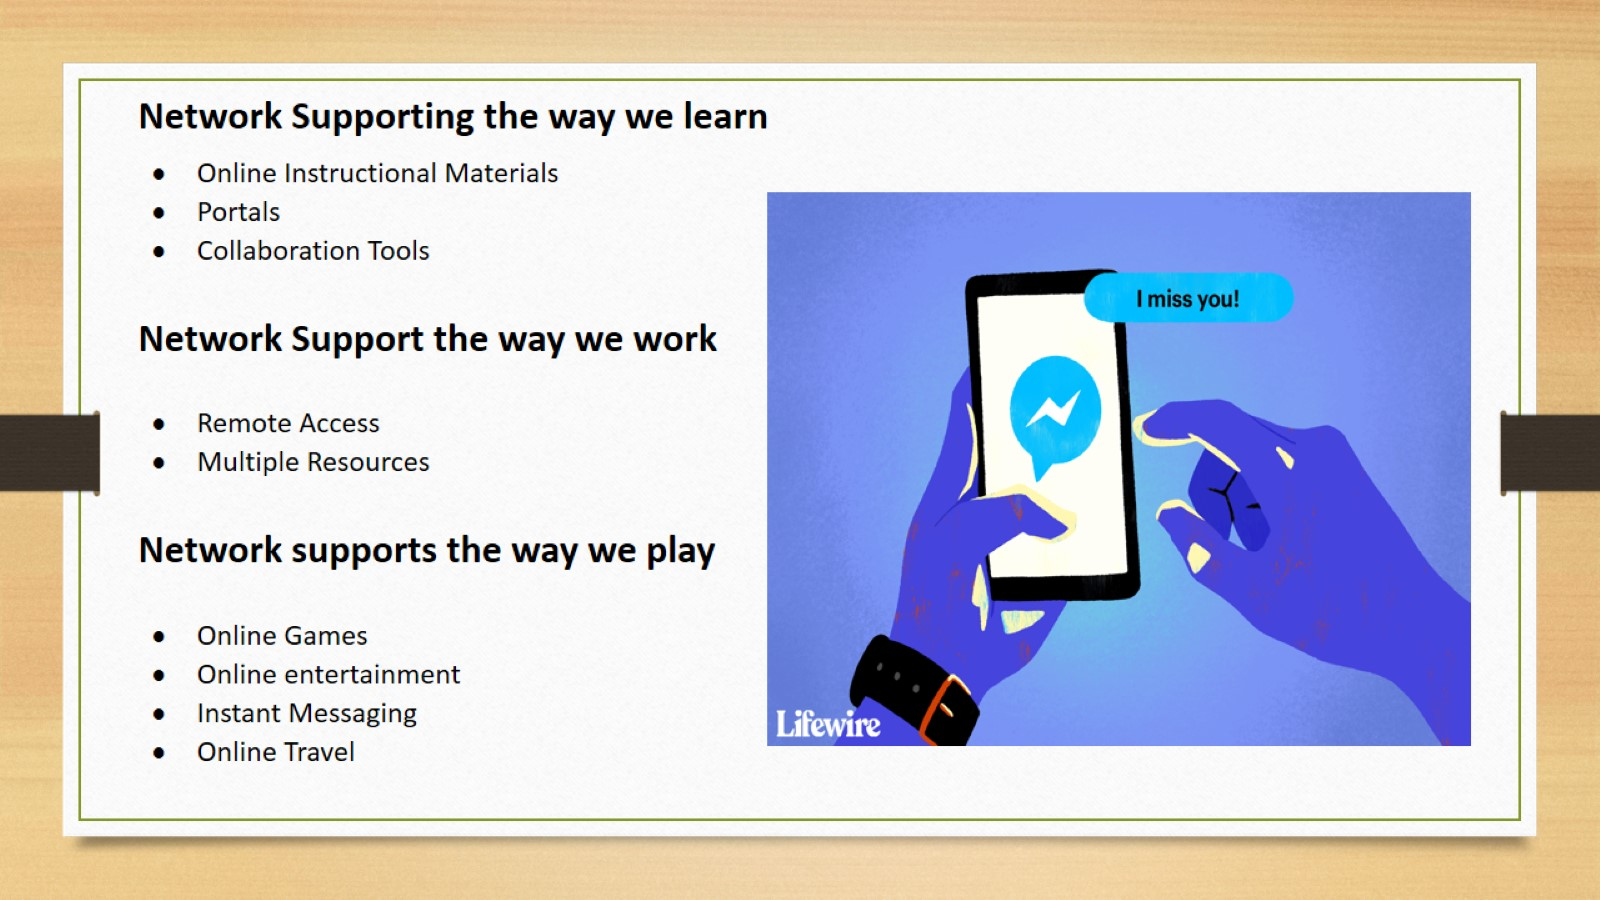 Network Supporting the way we learn
● Online Instructional Materials
● Portals
● Collaboration Tools
Network Support the way we work
● Remote Access
● Multiple Resources
Network supports the way we play
● Online Games
● Online entertainment
● Instant Messaging
● Online Travel
I miss you!
Lifewire